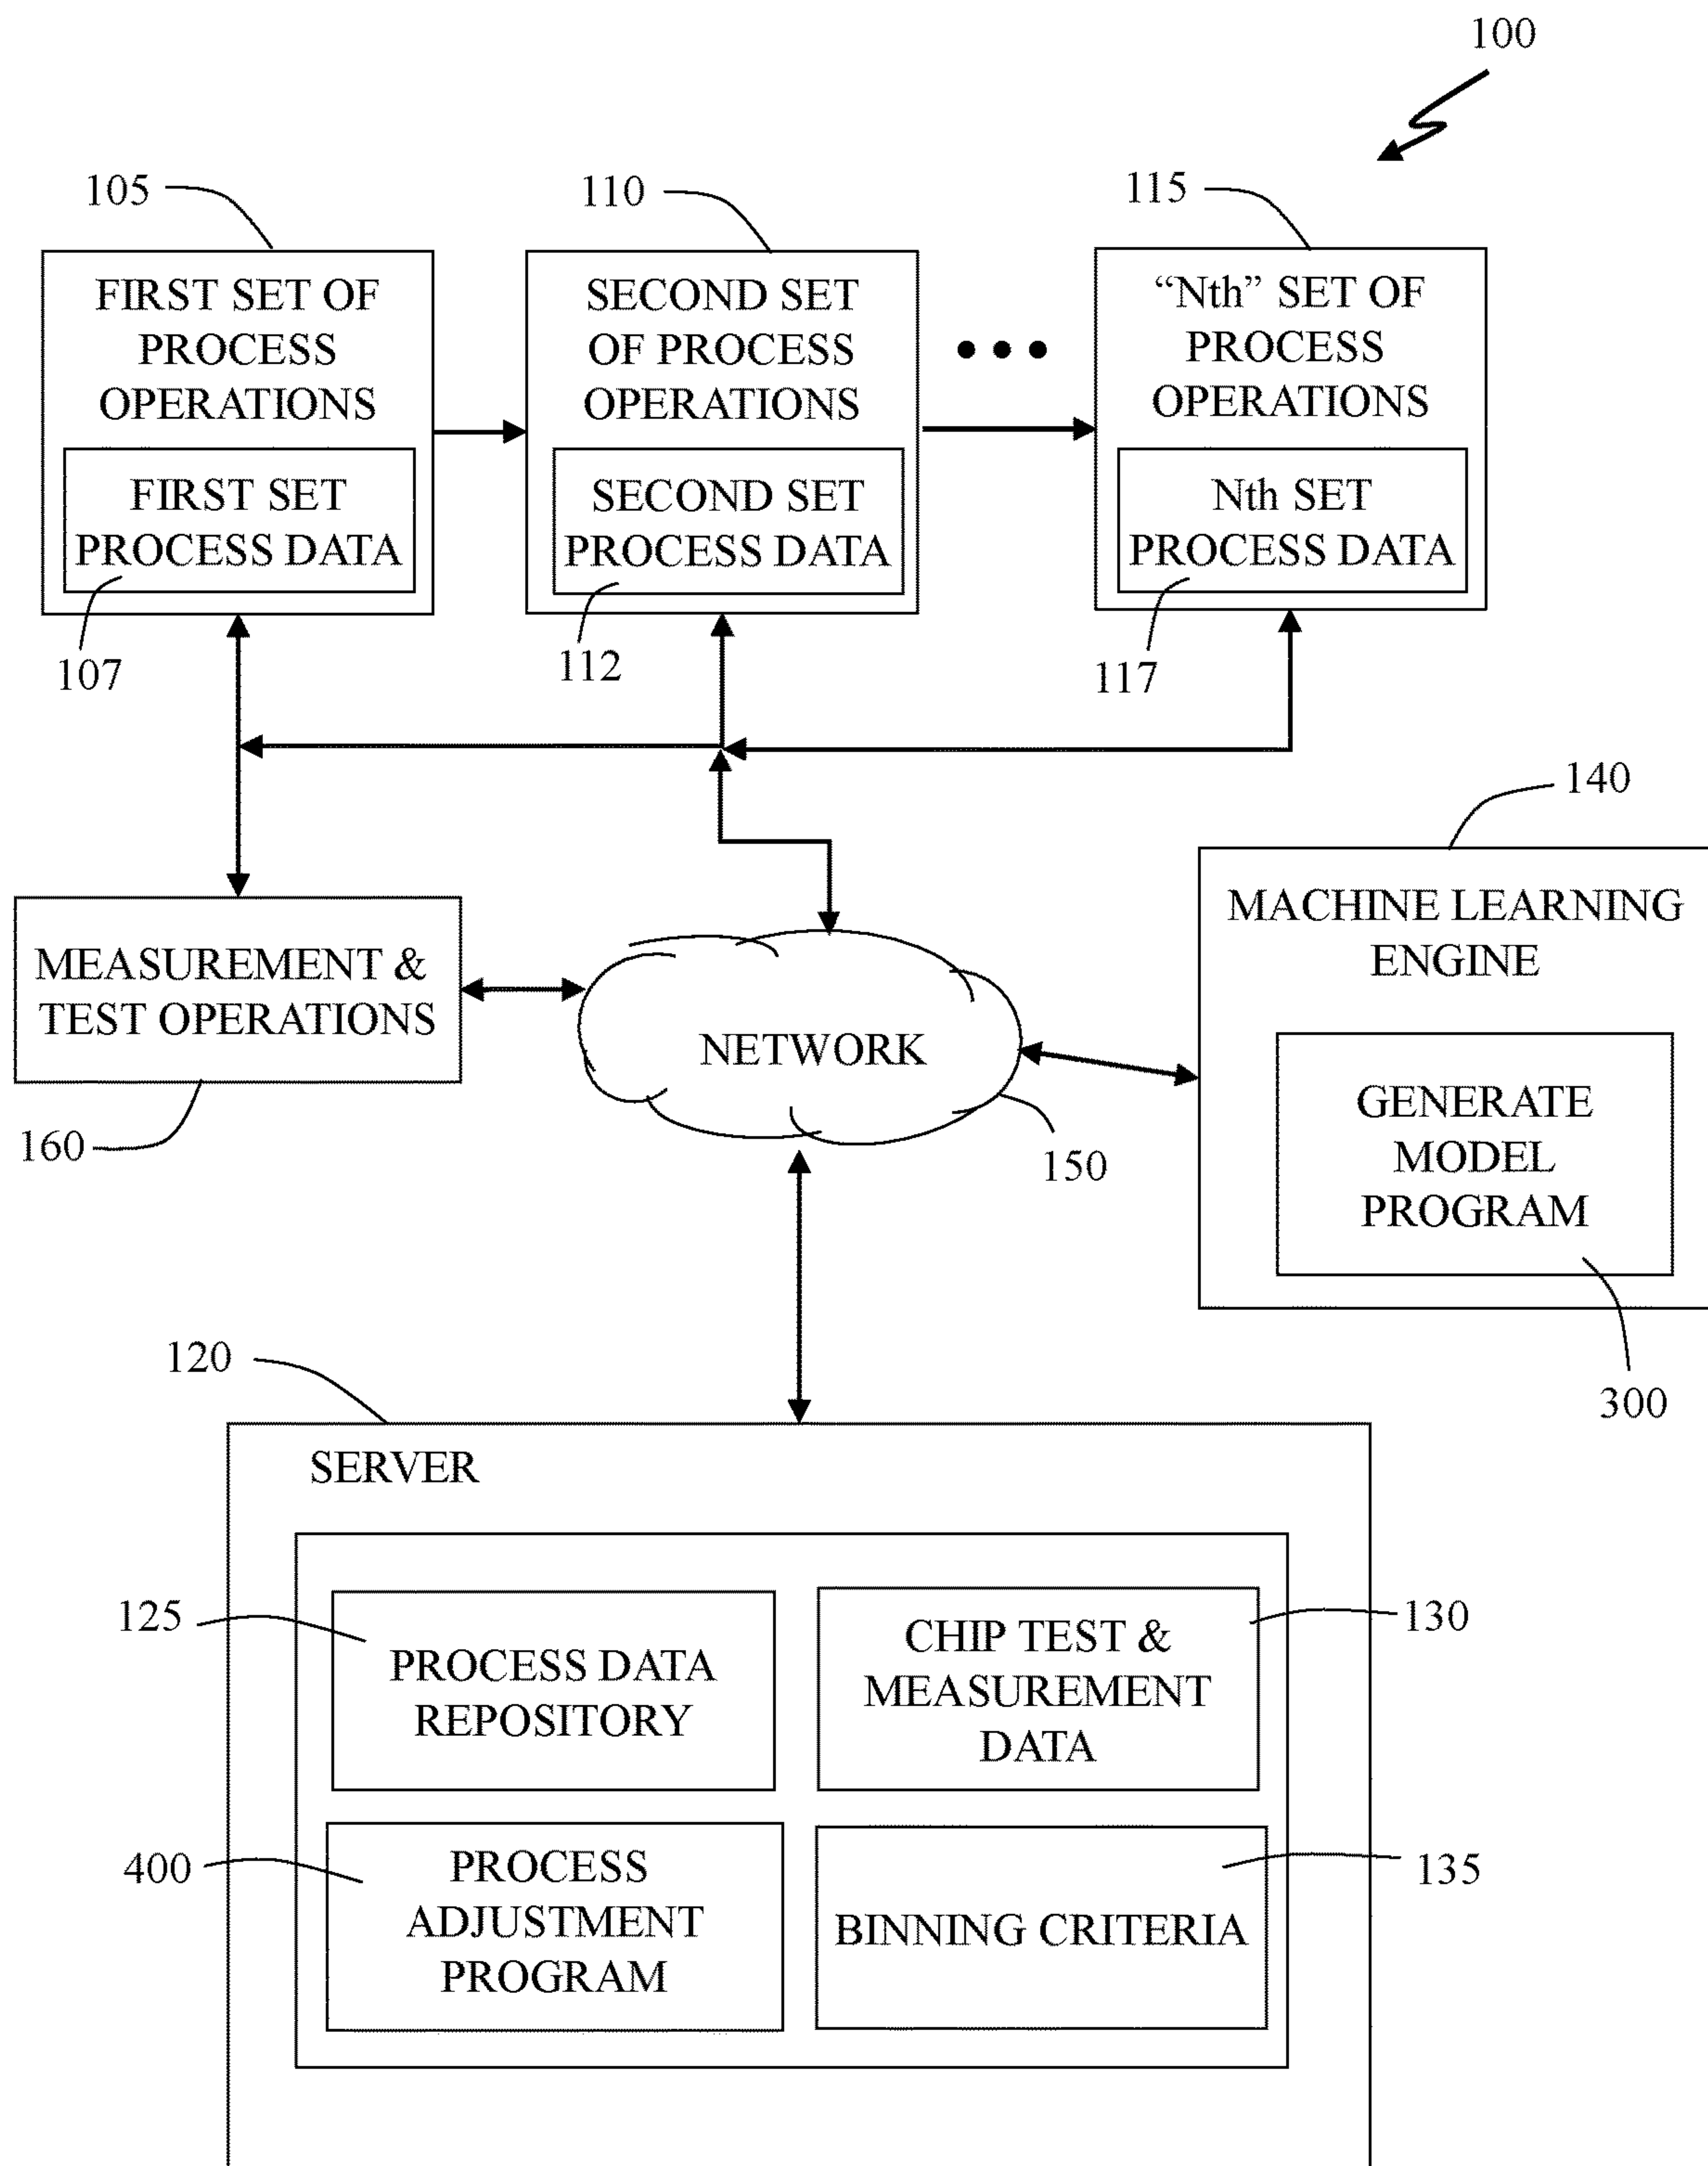 100
105
110
115
FIRST SET OF
PROCESS
OPERATIONS
FIRST SET
PROCESS DATA
107
SECOND SET
OF PROCESS
OPERATIONS
SECOND SET
PROCESS DATA
112
“Nth” SET OF
PROCESS
OPERATIONS
Nth SET
PROCESS DATA
117
140
MACHINE LEARNING
ENGINE
GENERATE
MODEL
PROGRAM
300
MEASUREMENT &
TEST OPERATIONS
160
NETWORK
150
120
SERVER
125
PROCESS DATA
REPOSITORY
CHIP TEST &
MEASUREMENT
DATA
130
400
PROCESS
ADJUSTMENT
PROGRAM
BINNING CRITERIA
135